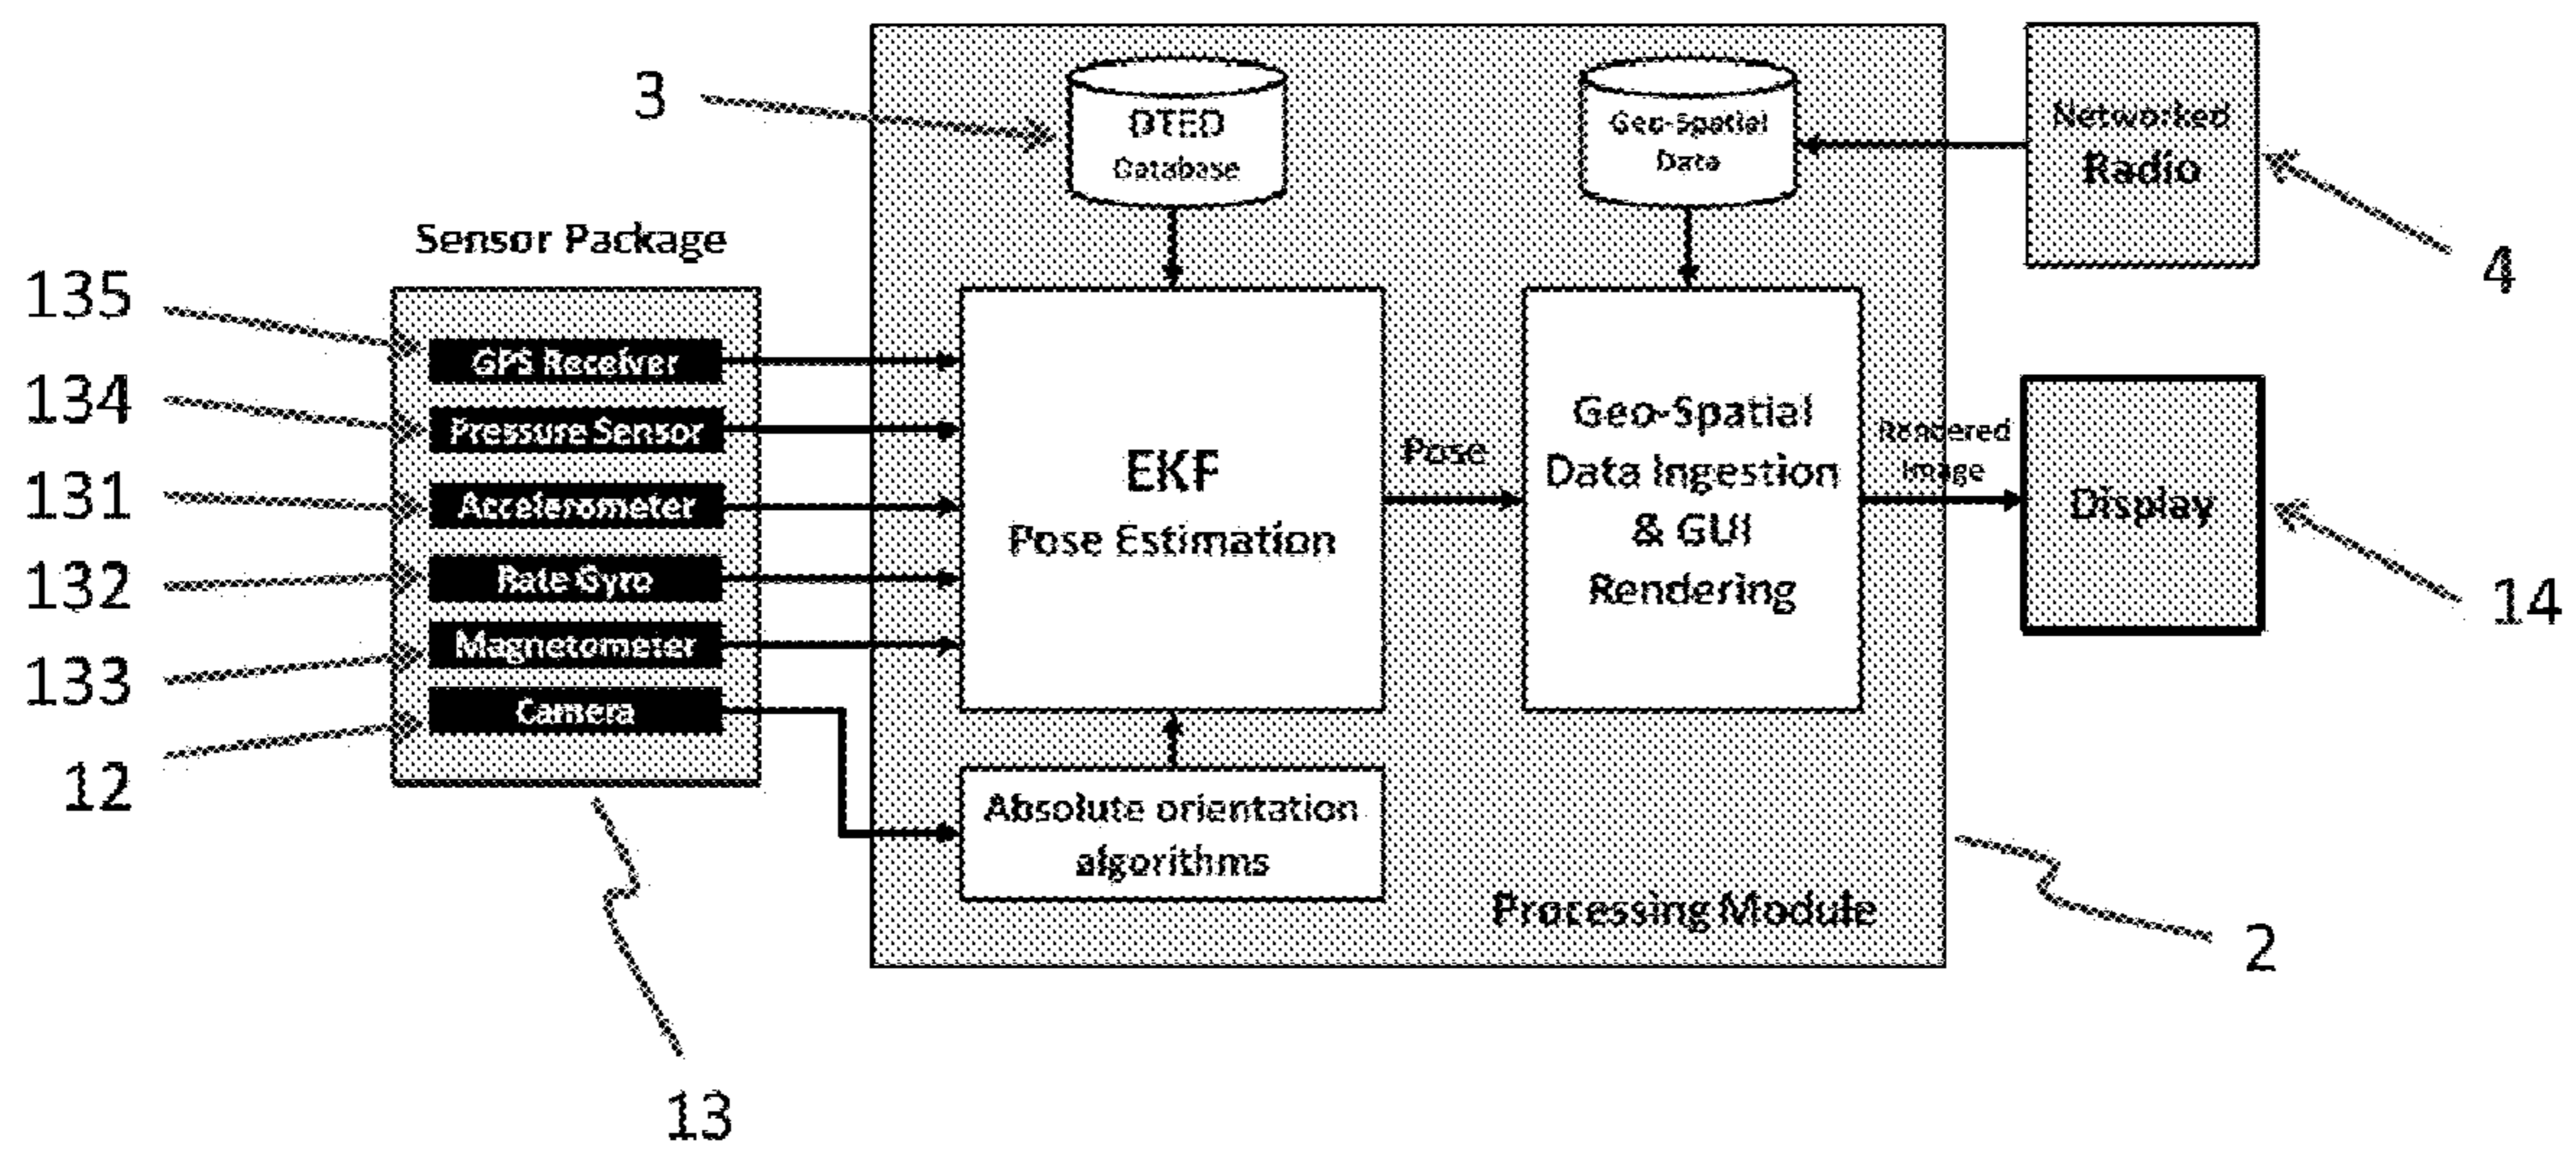 3
DTED
Database
Geo-Spatial
Data
Networked
Radio
4
Sensor Package
135
GPS Receiver
134
Pressure Sensor
131
Accelerometer
132
Rate Gyro
133
Magnetometer
12
Camera
13
EKF
Pose Estimation
Pose
Geo-Spatial
Data Ingestion
& GUI
Rendering
Rendered
Image
Display
14
Absolute orientation
algorithms
Processing Module
2